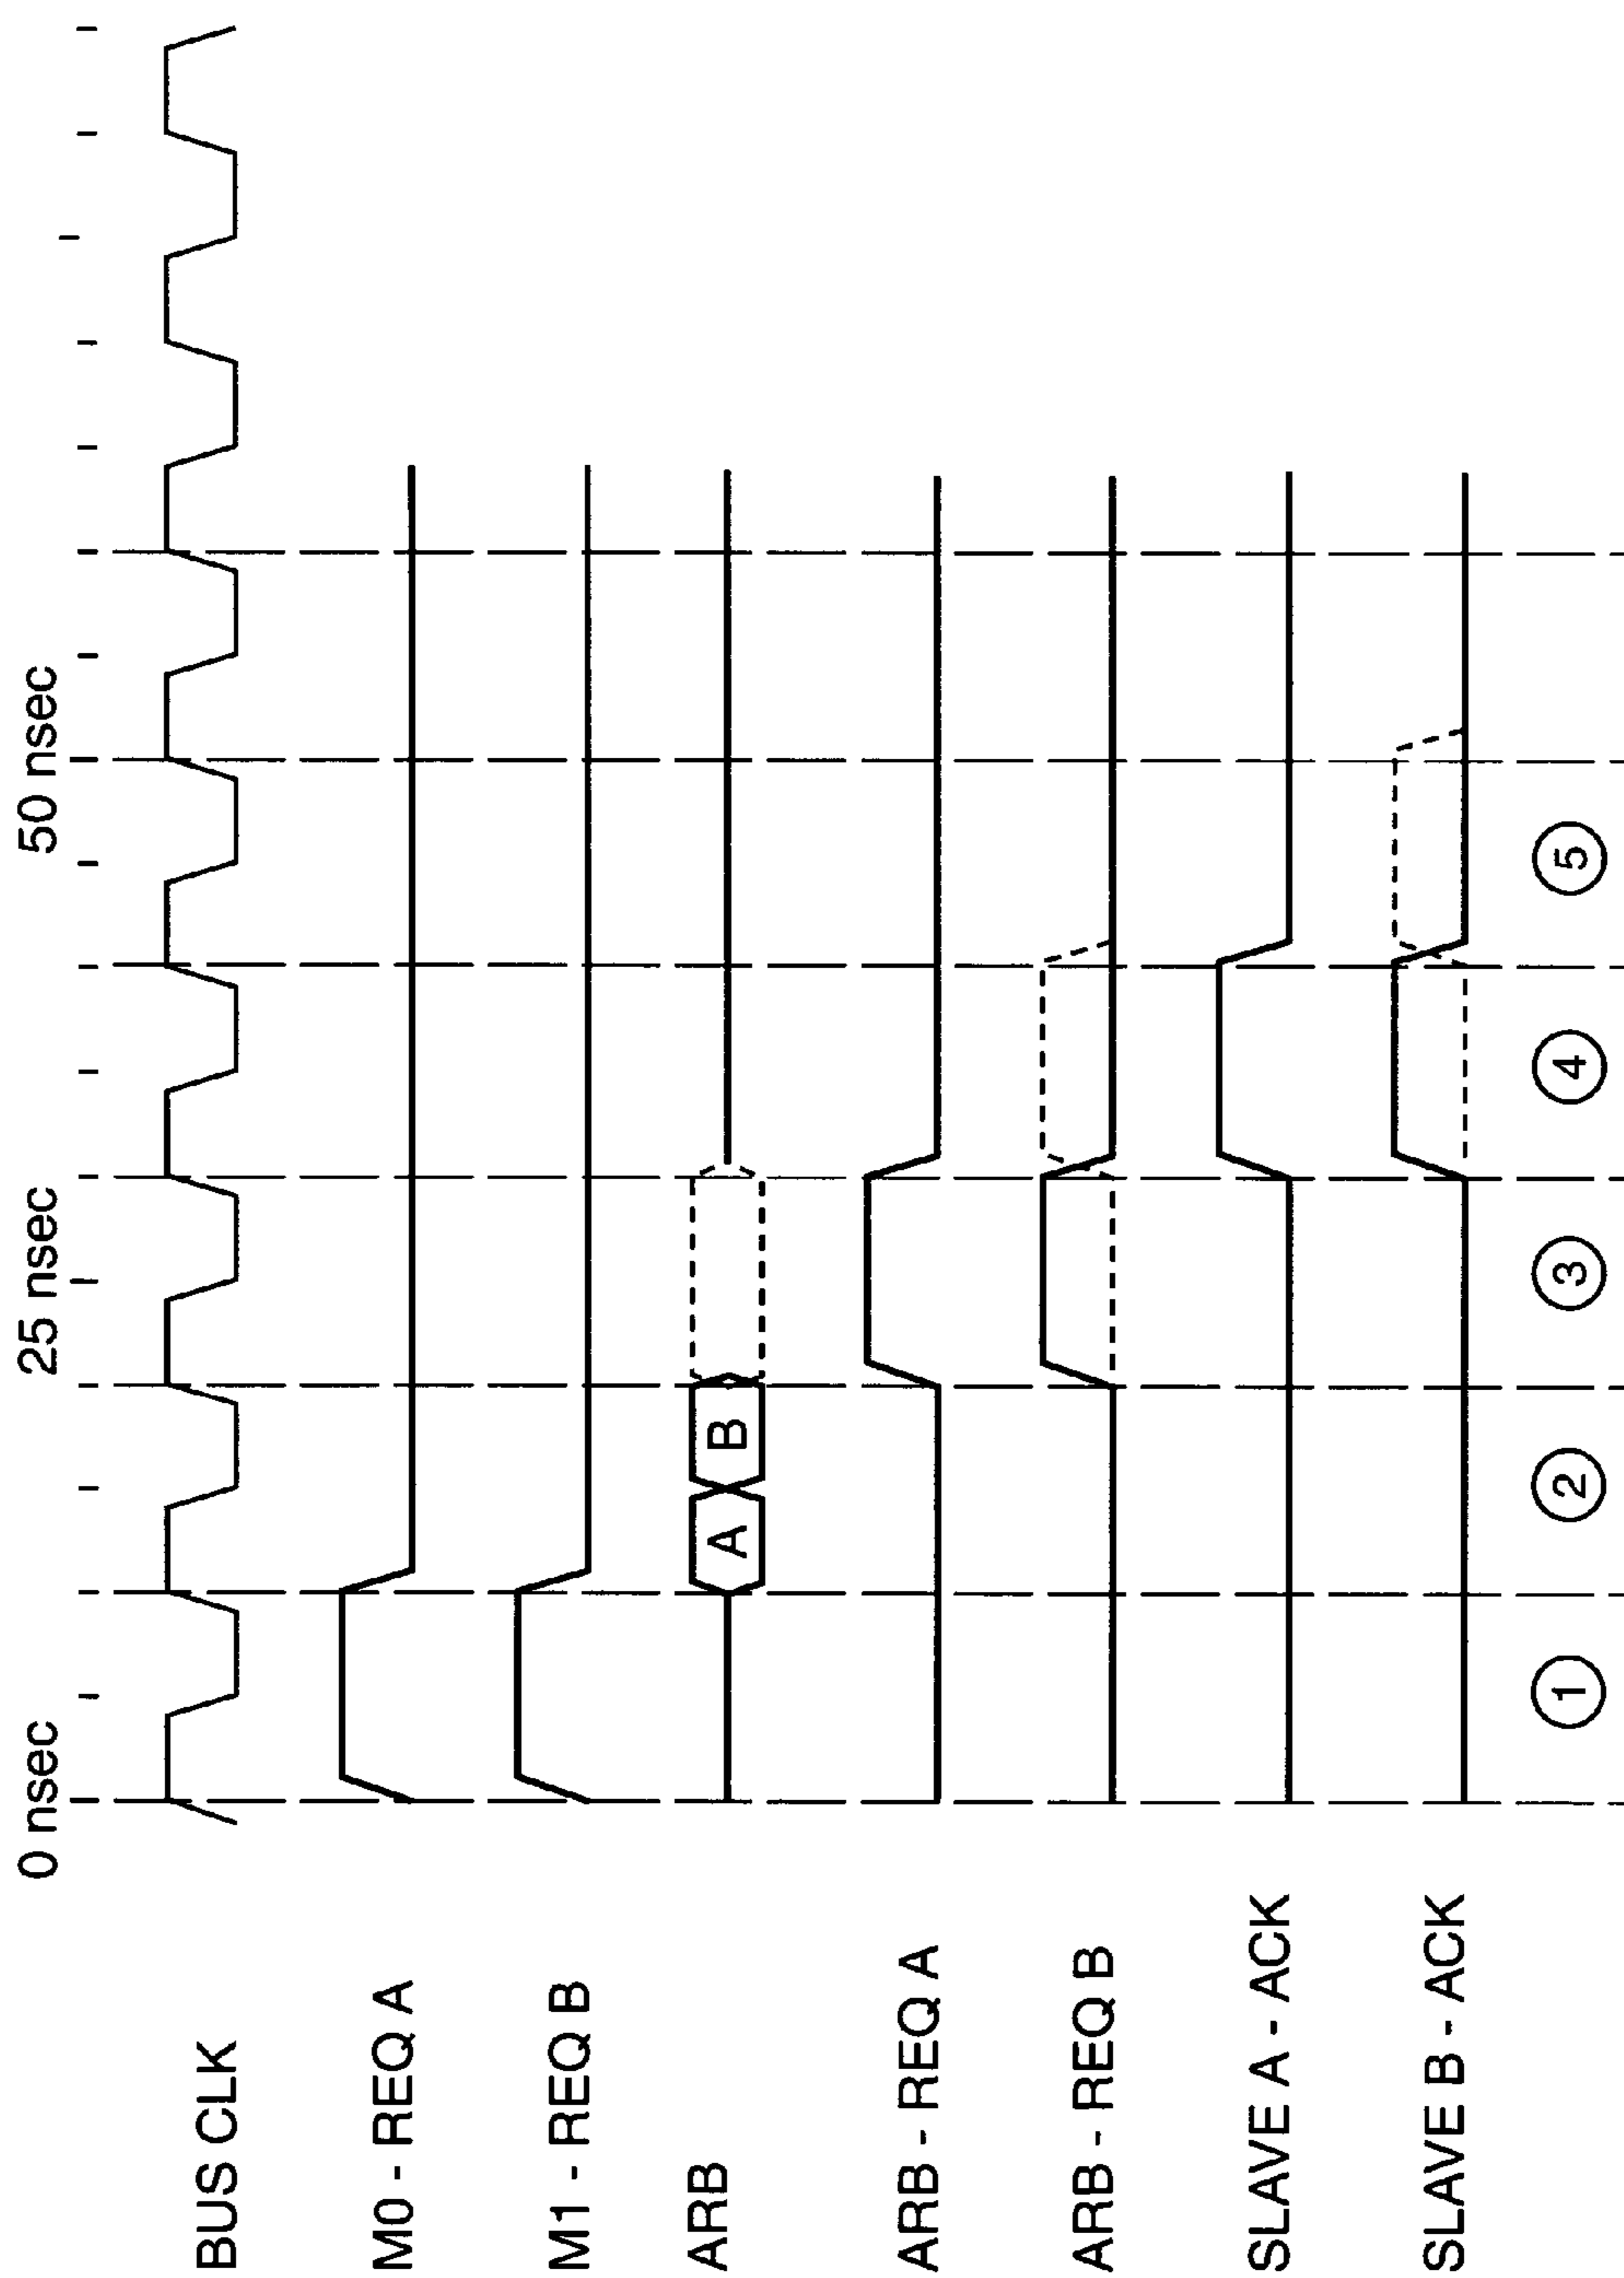 0 nsec
25 nsec
50 nsec
BUS CLK
M0 - REQ A
M1 - REQ B
ARB
A
B
ARB - REQ A
ARB - REQ B
SLAVE A - ACK
SLAVE B - ACK
1
2
3
4
5